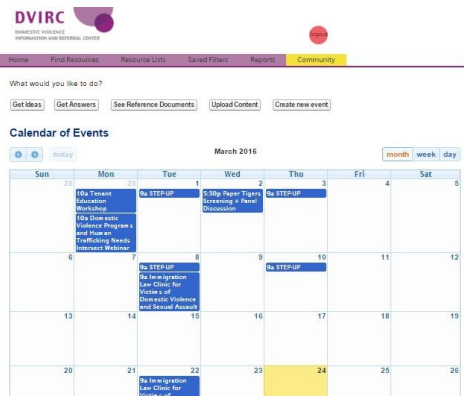 DVIRC
DOMESTIC VIOLENCE
INFORMATION AND REFERRAL CENTER
logout
Home Find Resources Resource Lists Saved Filters Reports Community
What would you like to do?
Get Ideas Get Answers See Reference Documents Upload Content Create new event
Calendar of Events
today March 2016 month week day
Sun Mon Tue Wed Thu Fri Sat
28 29 1 2 3 4 5
10a Tenant
Education
Workshop
10a Domestic
Violence Programs
and Human
Trafficking Needs
Intersect Webinar
9a STEP-UP
5:30p Paper Tigers
Screening + Panel
Discussion
9a STEP-UP
6 7 8 9 10 11 12
9a STEP-UP
9a Immigration
Law Clinic for
Victims of
Domestic Violence
and Sexual Assault
9a STEP-UP
13 14 15 16 17 18 19
20 21 22 23 24 25 26
9a Immigration
Law Clinic for
Victims of